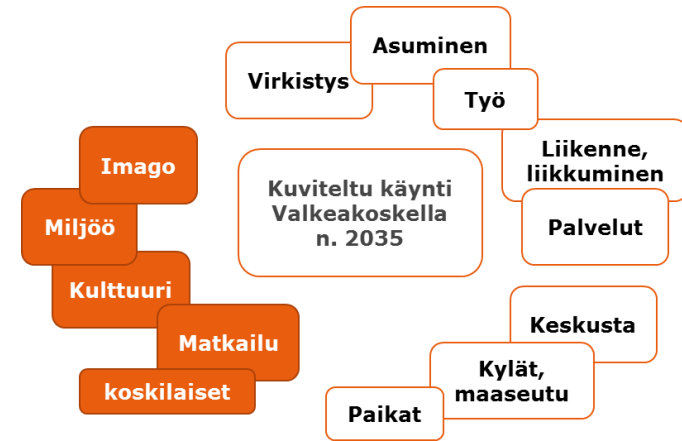 Asuminen
Virkistys
Työ
Liikenne,
liikkuminen
Palvelut
Imago
Miljöö
Kulttuuri
Matkailu
koskilaiset
Kuviteltu käynti
Valkeakoskella
n. 2035
Keskusta
Kylät,
maaseutu
Paikat